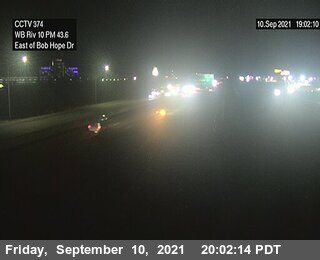 CCTV 374
WB Riv 10 PM 43.6
East of Bob Hope Dr
10.Sep 2021 19:02:10
Friday, September 10, 2021 20:02:14 PDT